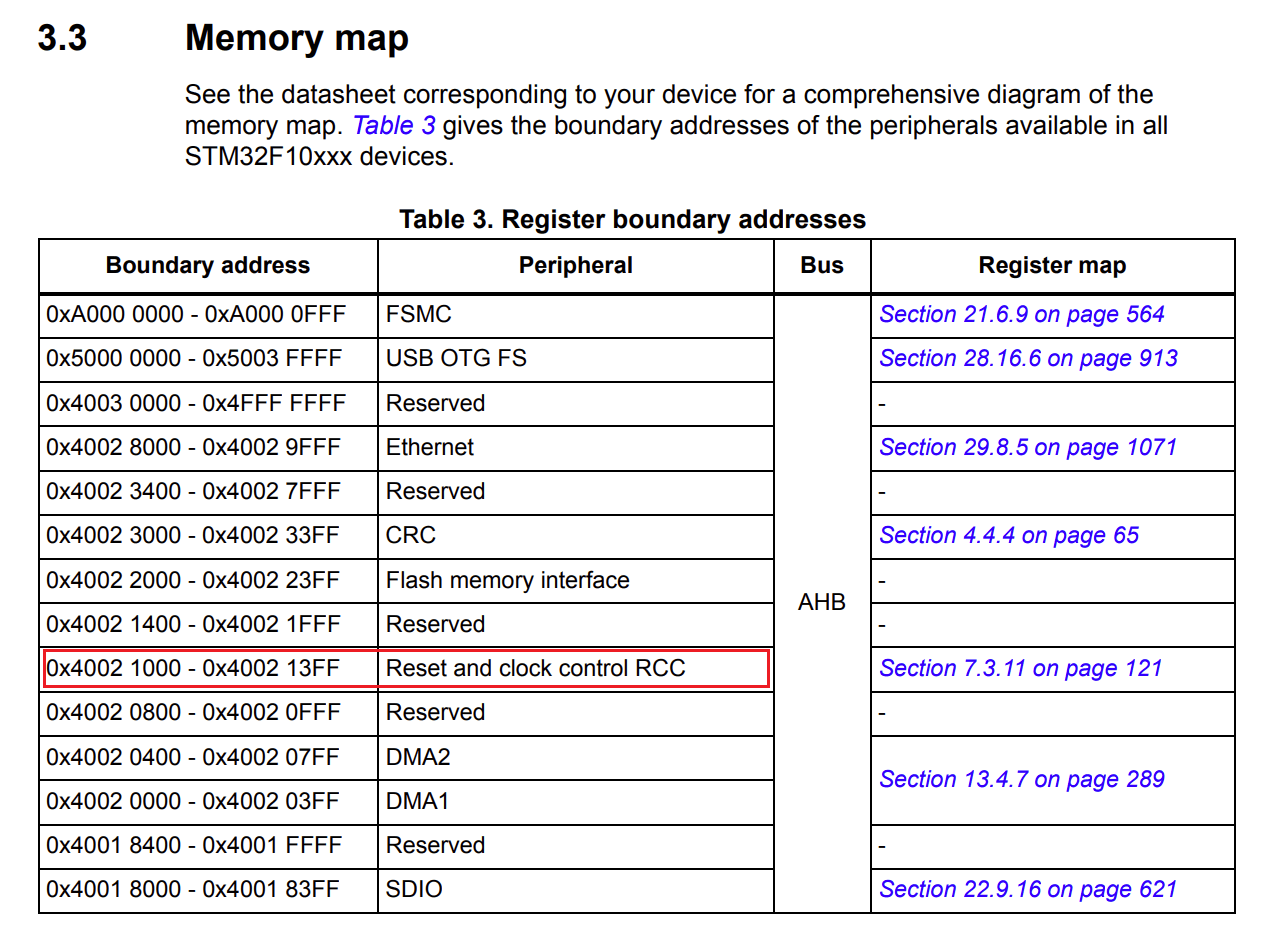 3.3 Memory map
See the datasheet corresponding to your device for a comprehensive diagram of the
memory map. Table 3 gives the boundary addresses of the peripherals available in all
STM32F10xxx devices.
Table 3. Register boundary addresses
Boundary address Peripheral Bus Register map
0xA000 0000 - 0xA000 0FFF FSMC Section 21.6.9 on page 564
0x5000 0000 - 0x5003 FFFF USB OTG FS Section 28.16.6 on page 913
0x4003 0000 - 0x4FFF FFFF Reserved -
0x4002 8000 - 0x4002 9FFF Ethernet Section 29.8.5 on page 1071
0x4002 3400 - 0x4002 7FFF Reserved -
0x4002 3000 - 0x4002 33FF CRC Section 4.4.4 on page 65
0x4002 2000 - 0x4002 23FF Flash memory interface -
AHB
0x4002 1400 - 0x4002 1FFF Reserved -
0x4002 1000 - 0x4002 13FF Reset and clock control RCC Section 7.3.11 on page 121
0x4002 0800 - 0x4002 0FFF Reserved -
0x4002 0400 - 0x4002 07FF DMA2
Section 13.4.7 on page 289
0x4002 0000 - 0x4002 03FF DMA1
0x4001 8400 - 0x4001 FFFF Reserved -
0x4001 8000 - 0x4001 83FF SDIO Section 22.9.16 on page 621